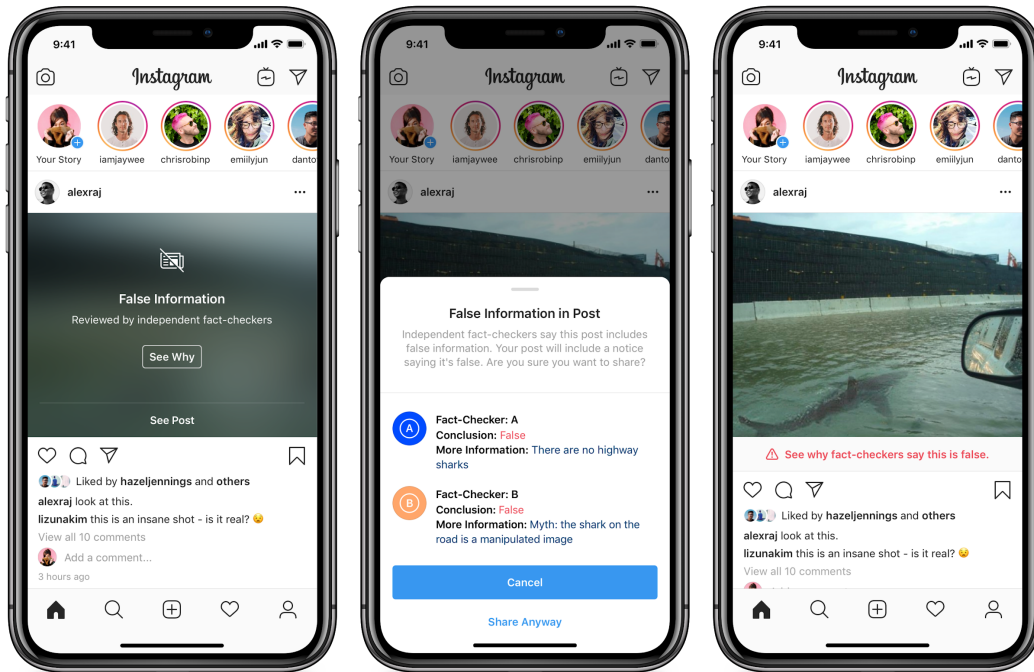 9:41
Instagram
Your Story iamjaywee chrisrobinp emiilyjun danto
alexraj
False Information
Reviewed by independent fact-checkers
See Why
See Post
Liked by hazeljennings and others
alexraj look at this.
lizunakim this is an insane shot - is it real? 😉
View all 10 comments
Add a comment...
3 hours ago
9:41
Instagram
Your Story iamjaywee chrisrobinp emiilyjun danto
alexraj
False Information in Post
Independent fact-checkers say this post includes
false information. Your post will include a notice
saying it's false. Are you sure you want to share?
A
Fact-Checker: A
Conclusion: False
More Information: There are no highway
sharks
B
Fact-Checker: B
Conclusion: False
More Information: Myth: the shark on the
road is a manipulated image
Cancel
Share Anyway
9:41
Instagram
Your Story iamjaywee chrisrobinp emiilyjun danto
alexraj
See why fact-checkers say this is false.
Liked by hazeljennings and others
alexraj look at this.
lizunakim this is an insane shot - is it real? 😉
View all 10 comments